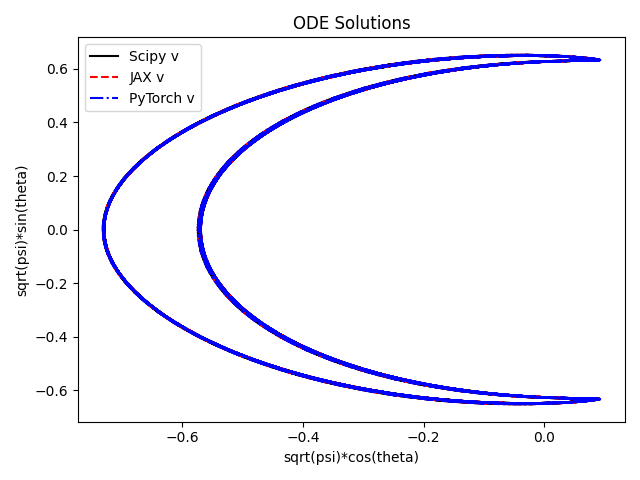 ODE Solutions
Scipy v
JAX v
PyTorch v
sqrt(psi)*sin(theta)
0.6
0.4
0.2
0.0
−0.2
−0.4
−0.6
−0.6
−0.4
−0.2
0.0
sqrt(psi)*cos(theta)